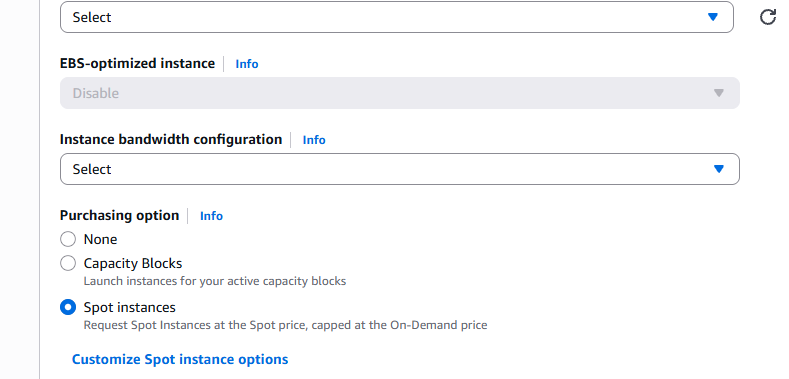 Select
EBS-optimized instance Info
Disable
Instance bandwidth configuration Info
Select
Purchasing option Info
None
Capacity Blocks
Launch instances for your active capacity blocks
Spot instances
Request Spot Instances at the Spot price, capped at the On-Demand price
Customize Spot instance options